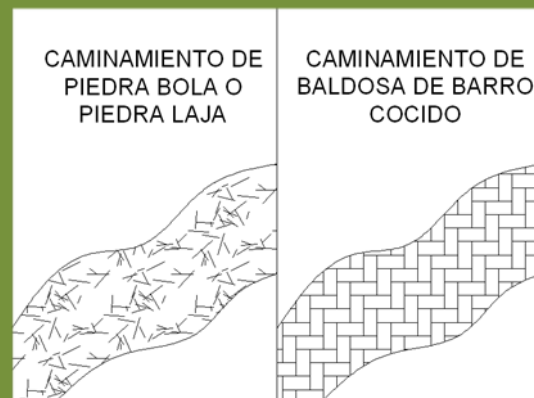 CAMINAMIENTO DE
PIEDRA BOLA O
PIEDRA LAJA
CAMINAMIENTO DE
BALDOSA DE BARRO
COCIDO